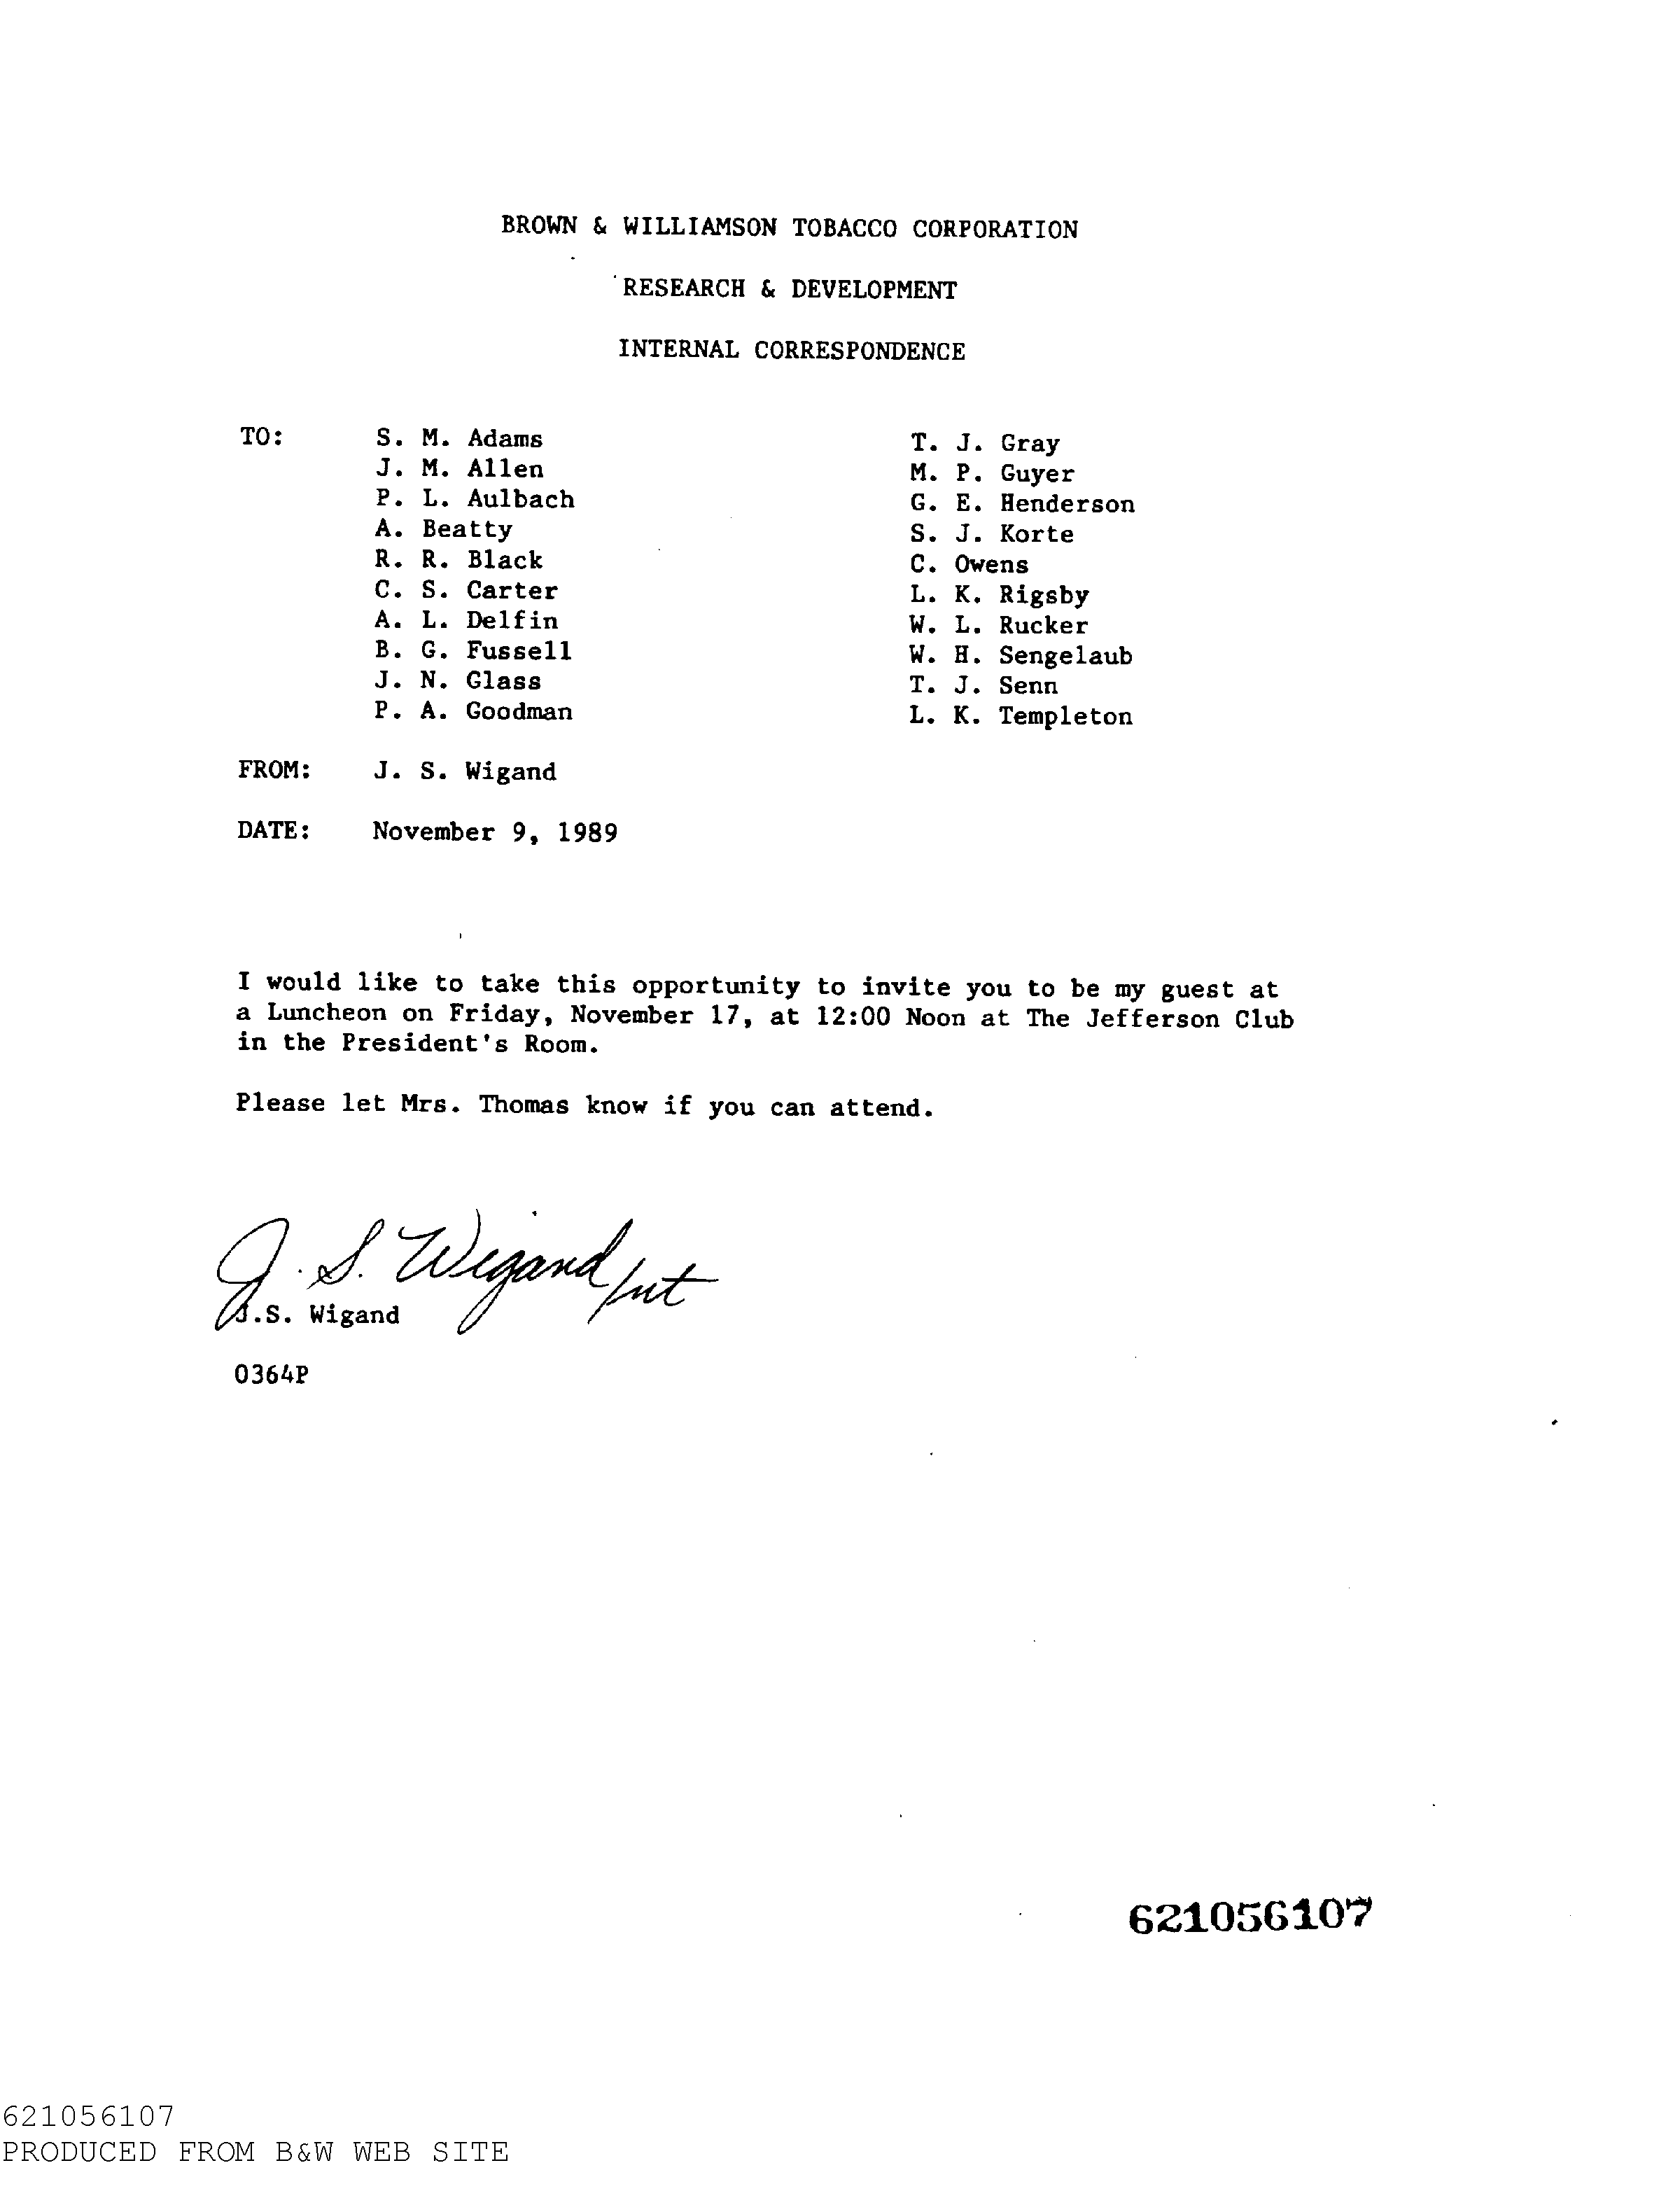 BROWN & WILLIAMSON TOBACCO CORPORATION
RESEARCH & DEVELOPMENT
INTERNAL CORRESPONDENCE
TO: S. M. Adams T. J. Gray
J. M. Allen M. P. Guyer
P. L. Aulbach G. E. Henderson
A. Beatty S. J. Korte
R. R. Black C. Owens
C. S. Carter L. K. Rigsby
A. L. Delfin W. L. Rucker
B. G. Fussell W. H. Sengelaub
J. N. Glass T. J. Senn
P. A. Goodman L. K. Templeton
FROM: J. S. Wigand
DATE: November 9, 1989
I would like to take this opportunity to invite you to be my guest at
a Luncheon on Friday, November 17, at 12:00 Noon at The Jefferson Club
in the President's Room.
Please let Mrs. Thomas know if you can attend.
J. S. Wigand
J.S. Wigand
0364P
621056107
621056107
PRODUCED FROM B&W WEB SITE